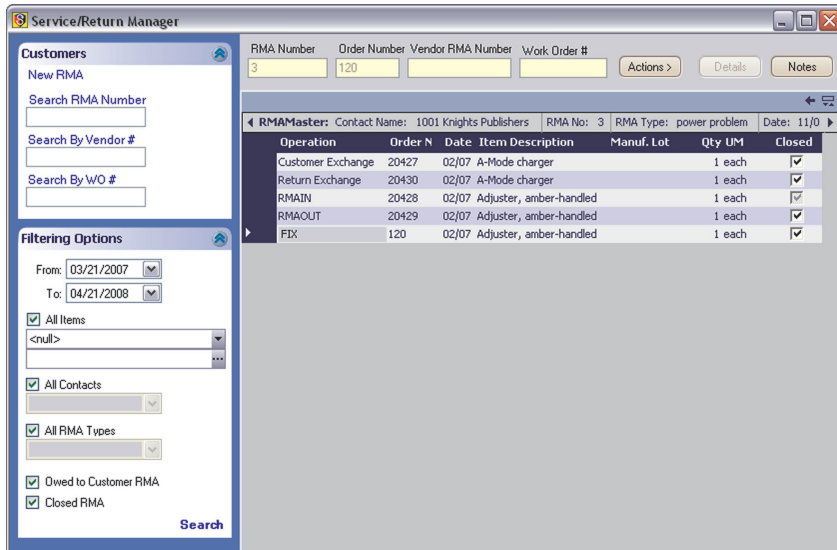 Service/Return Manager
Customers
New RMA
Search RMA Number
Search By Vendor #
Search By WO #
Filtering Options
From: 03/21/2007
To: 04/21/2008
All Items
<null>
...
All Contacts
All RMA Types
Owed to Customer RMA
Closed RMA
Search
RMA Number Order Number Vendor RMA Number Work Order #
3 120
Actions > Details Notes
RMAMaster: Contact Name: 1001 Knights Publishers RMA No: 3 RMA Type: power problem Date: 11/0
Operation Order N Date Item Description Manuf. Lot Qty UM Closed
Customer Exchange 20427 02/07 A-Mode charger 1 each
Return Exchange 20430 02/07 A-Mode charger 1 each
RMAIN 20428 02/07 Adjuster, amber-handled 1 each
RMAOUT 20429 02/07 Adjuster, amber-handled 1 each
FIX 120 02/07 Adjuster, amber-handled 1 each